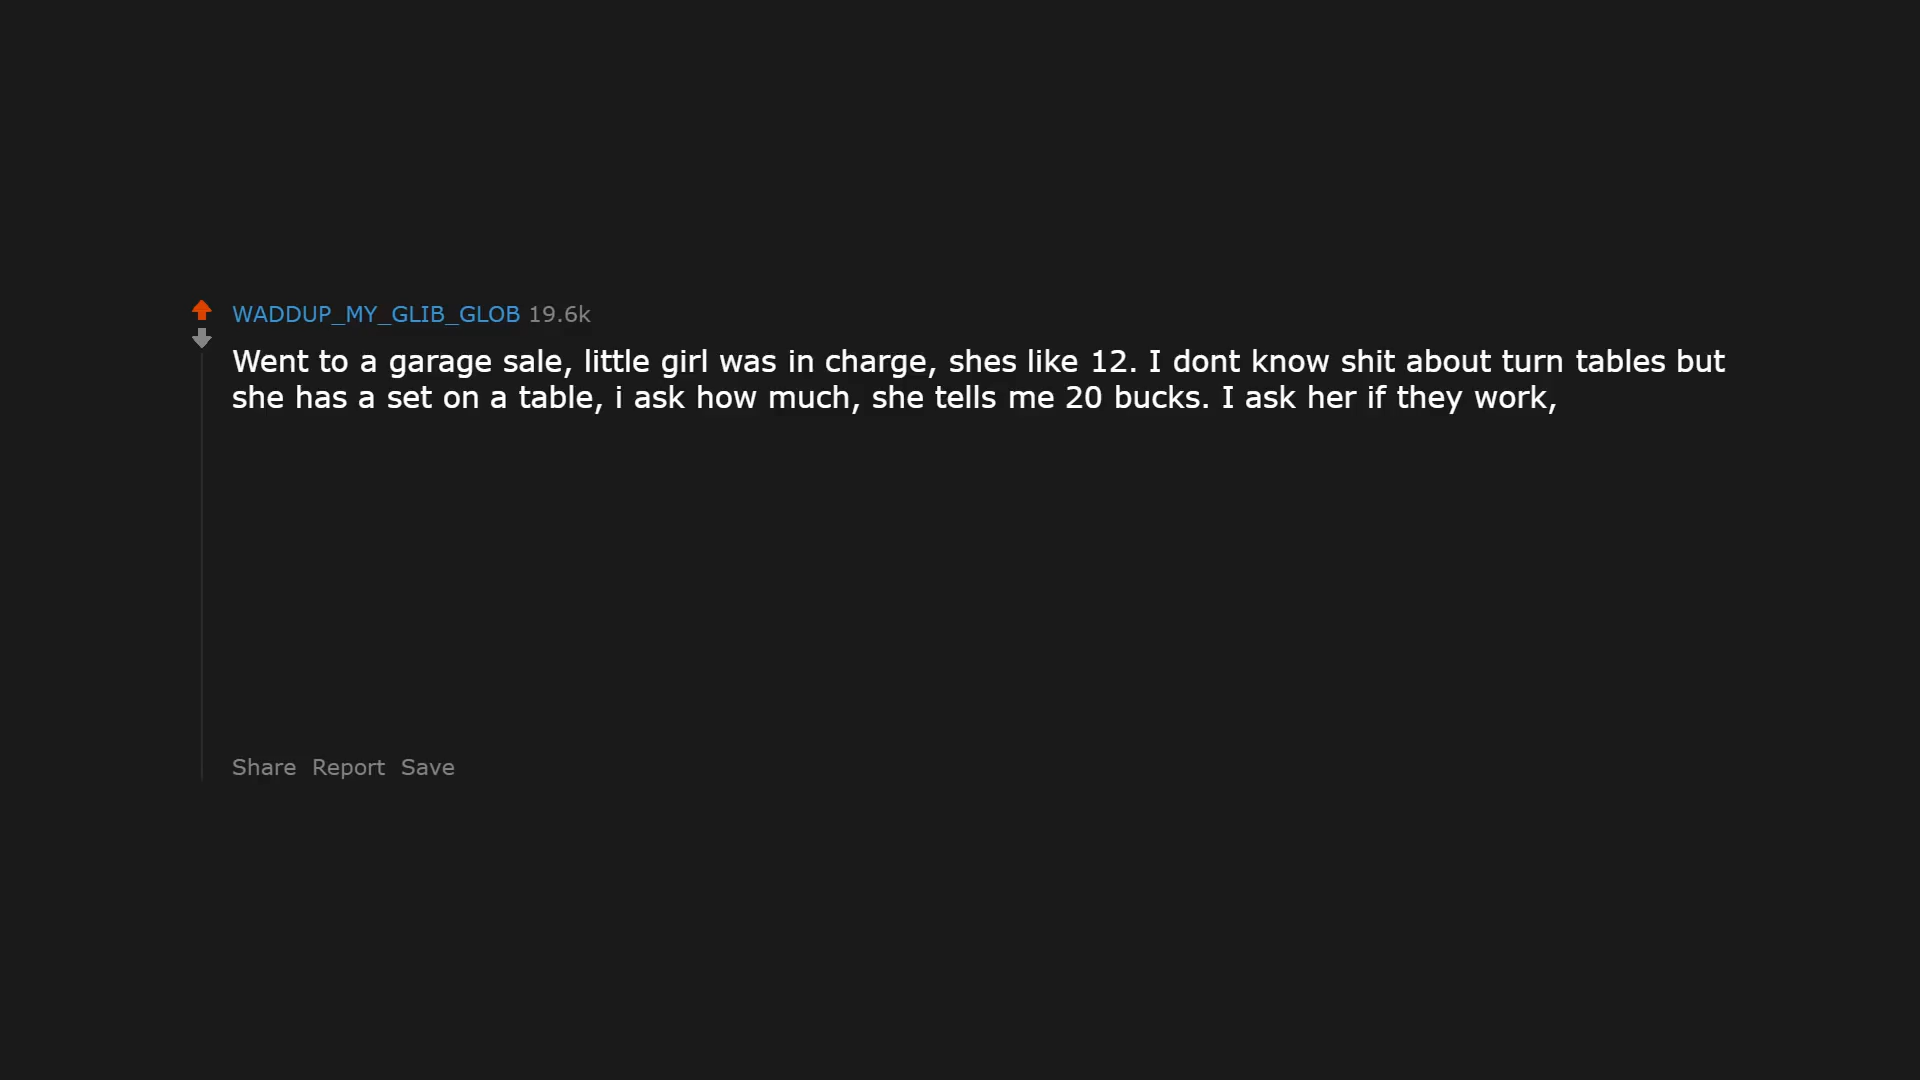 WADDUP_MY_GLIB_GLOB 19.6k
Went to a garage sale, little girl was in charge, shes like 12. I dont know shit about turn tables but
she has a set on a table, i ask how much, she tells me 20 bucks. I ask her if they work,
Share Report Save